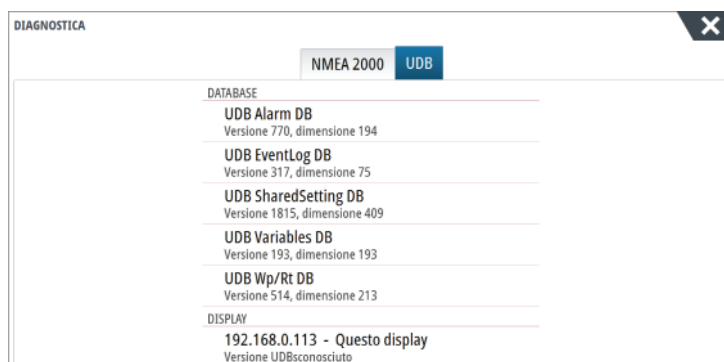 DIAGNOSTICA
NMEA 2000 UDB
DATABASE
UDB Alarm DB
Versione 770, dimensione 194
UDB EventLog DB
Versione 317, dimensione 75
UDB SharedSetting DB
Versione 1815, dimensione 409
UDB Variables DB
Versione 193, dimensione 193
UDB Wp/Rt DB
Versione 514, dimensione 213
DISPLAY
192.168.0.113 - Questo display
Versione UDBsconosciuto